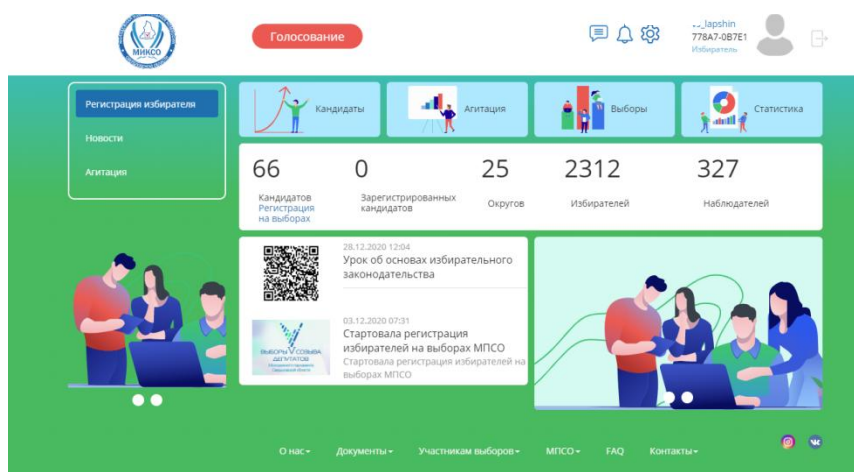 МИКСО
Голосование
_lapshin
778A7-0B7E1
Избиратель
Регистрация избирателя
Новости
Агитация
Кандидаты
Агитация
Выборы
Статистика
66
0
25
2312
327
Кандидатов
Регистрация
на выборах
Зарегистрированных
кандидатов
Округов
Избирателей
Наблюдателей
28.12.2020 12:04
Урок об основах избирательного
законодательства
03.12.2020 07:31
Стартовала регистрация
избирателей на выборах МПСО
Стартовала регистрация избирателей на
выборах МПСО
ВЫБОРЫ V СОЗЫВА
ДЕПУТАТОВ
О нас
Документы
Участникам выборов
МПСО
FAQ
Контакты